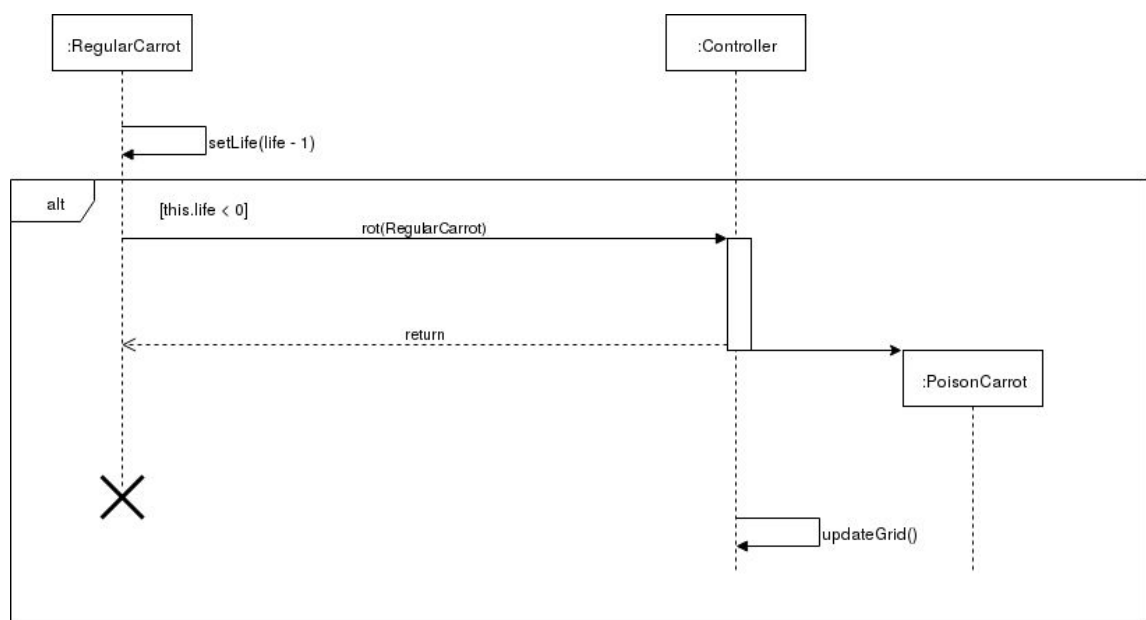 :RegularCarrot
:Controller
setLife(life - 1)
alt
[this.life < 0]
rot(RegularCarrot)
return
:PoisonCarrot
updateGrid()